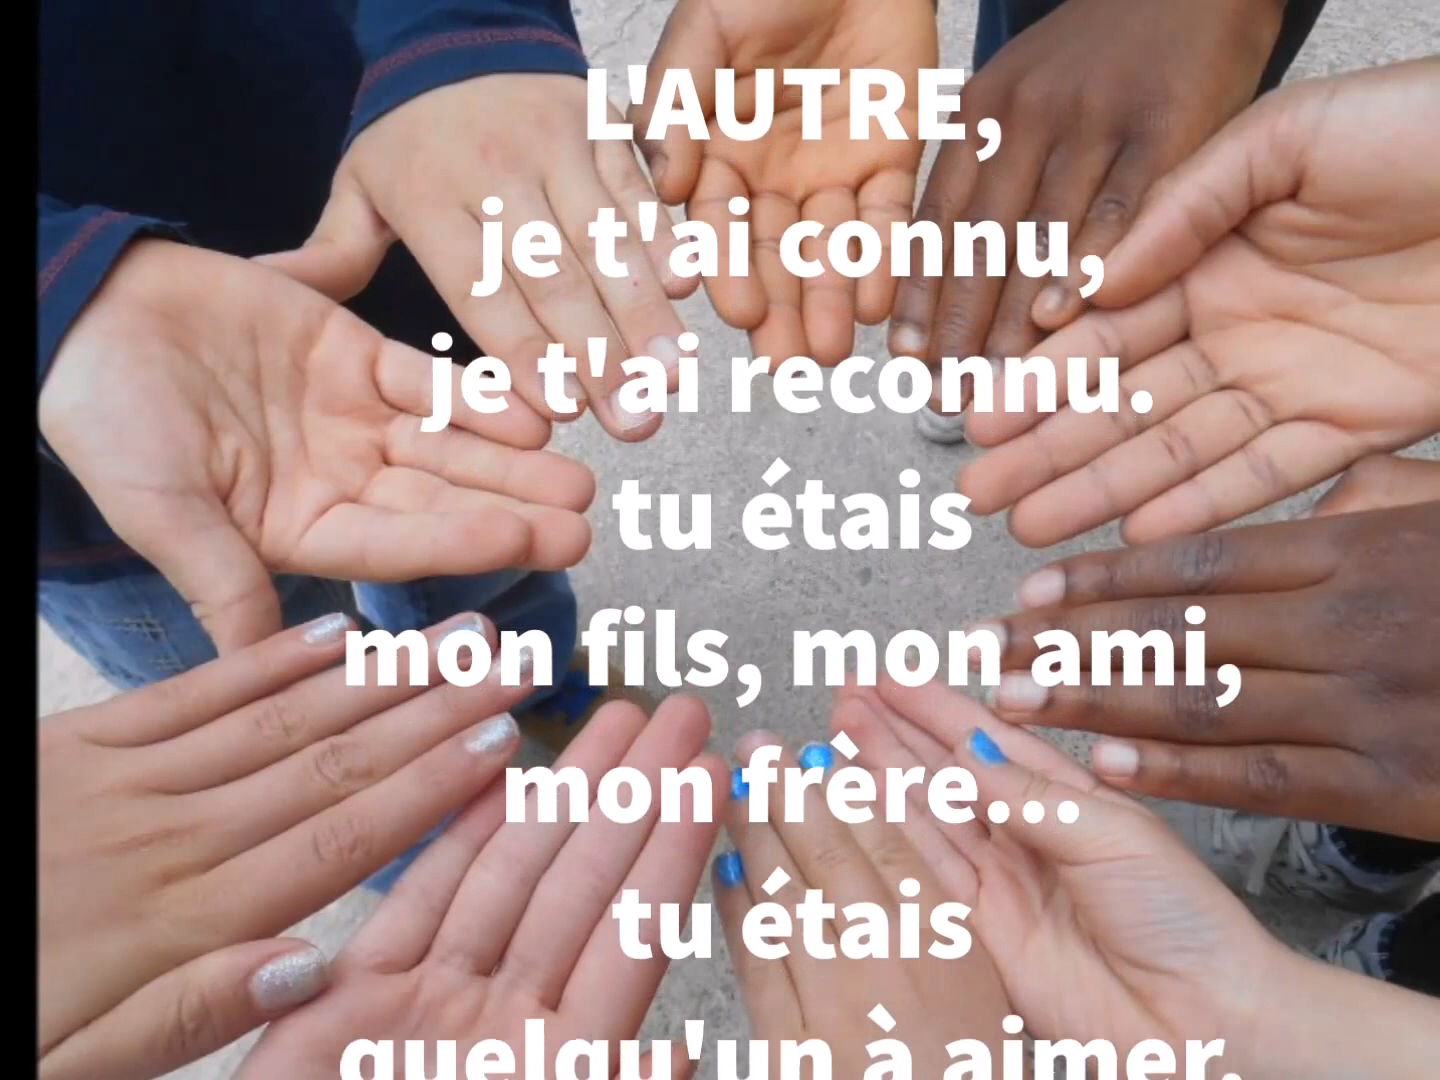 L'AUTRE,
je t'ai connu,
je t'ai reconnu.
tu étais
mon fils, mon ami,
mon frère...
tu étais
quelqu'un à aimer.